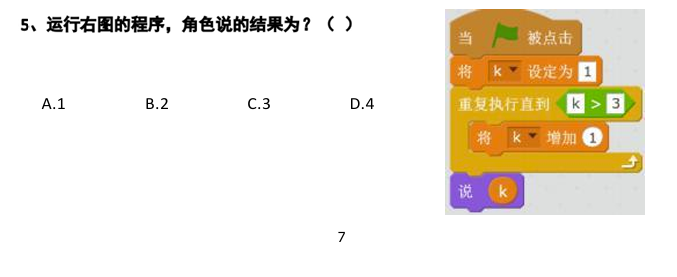 5、运行右图的程序，角色说的结果为？（ ）
A.1 B.2 C.3 D.4
当 被点击
将 k 设定为 1
重复执行直到 k > 3
将 k 增加 1
说 k
7